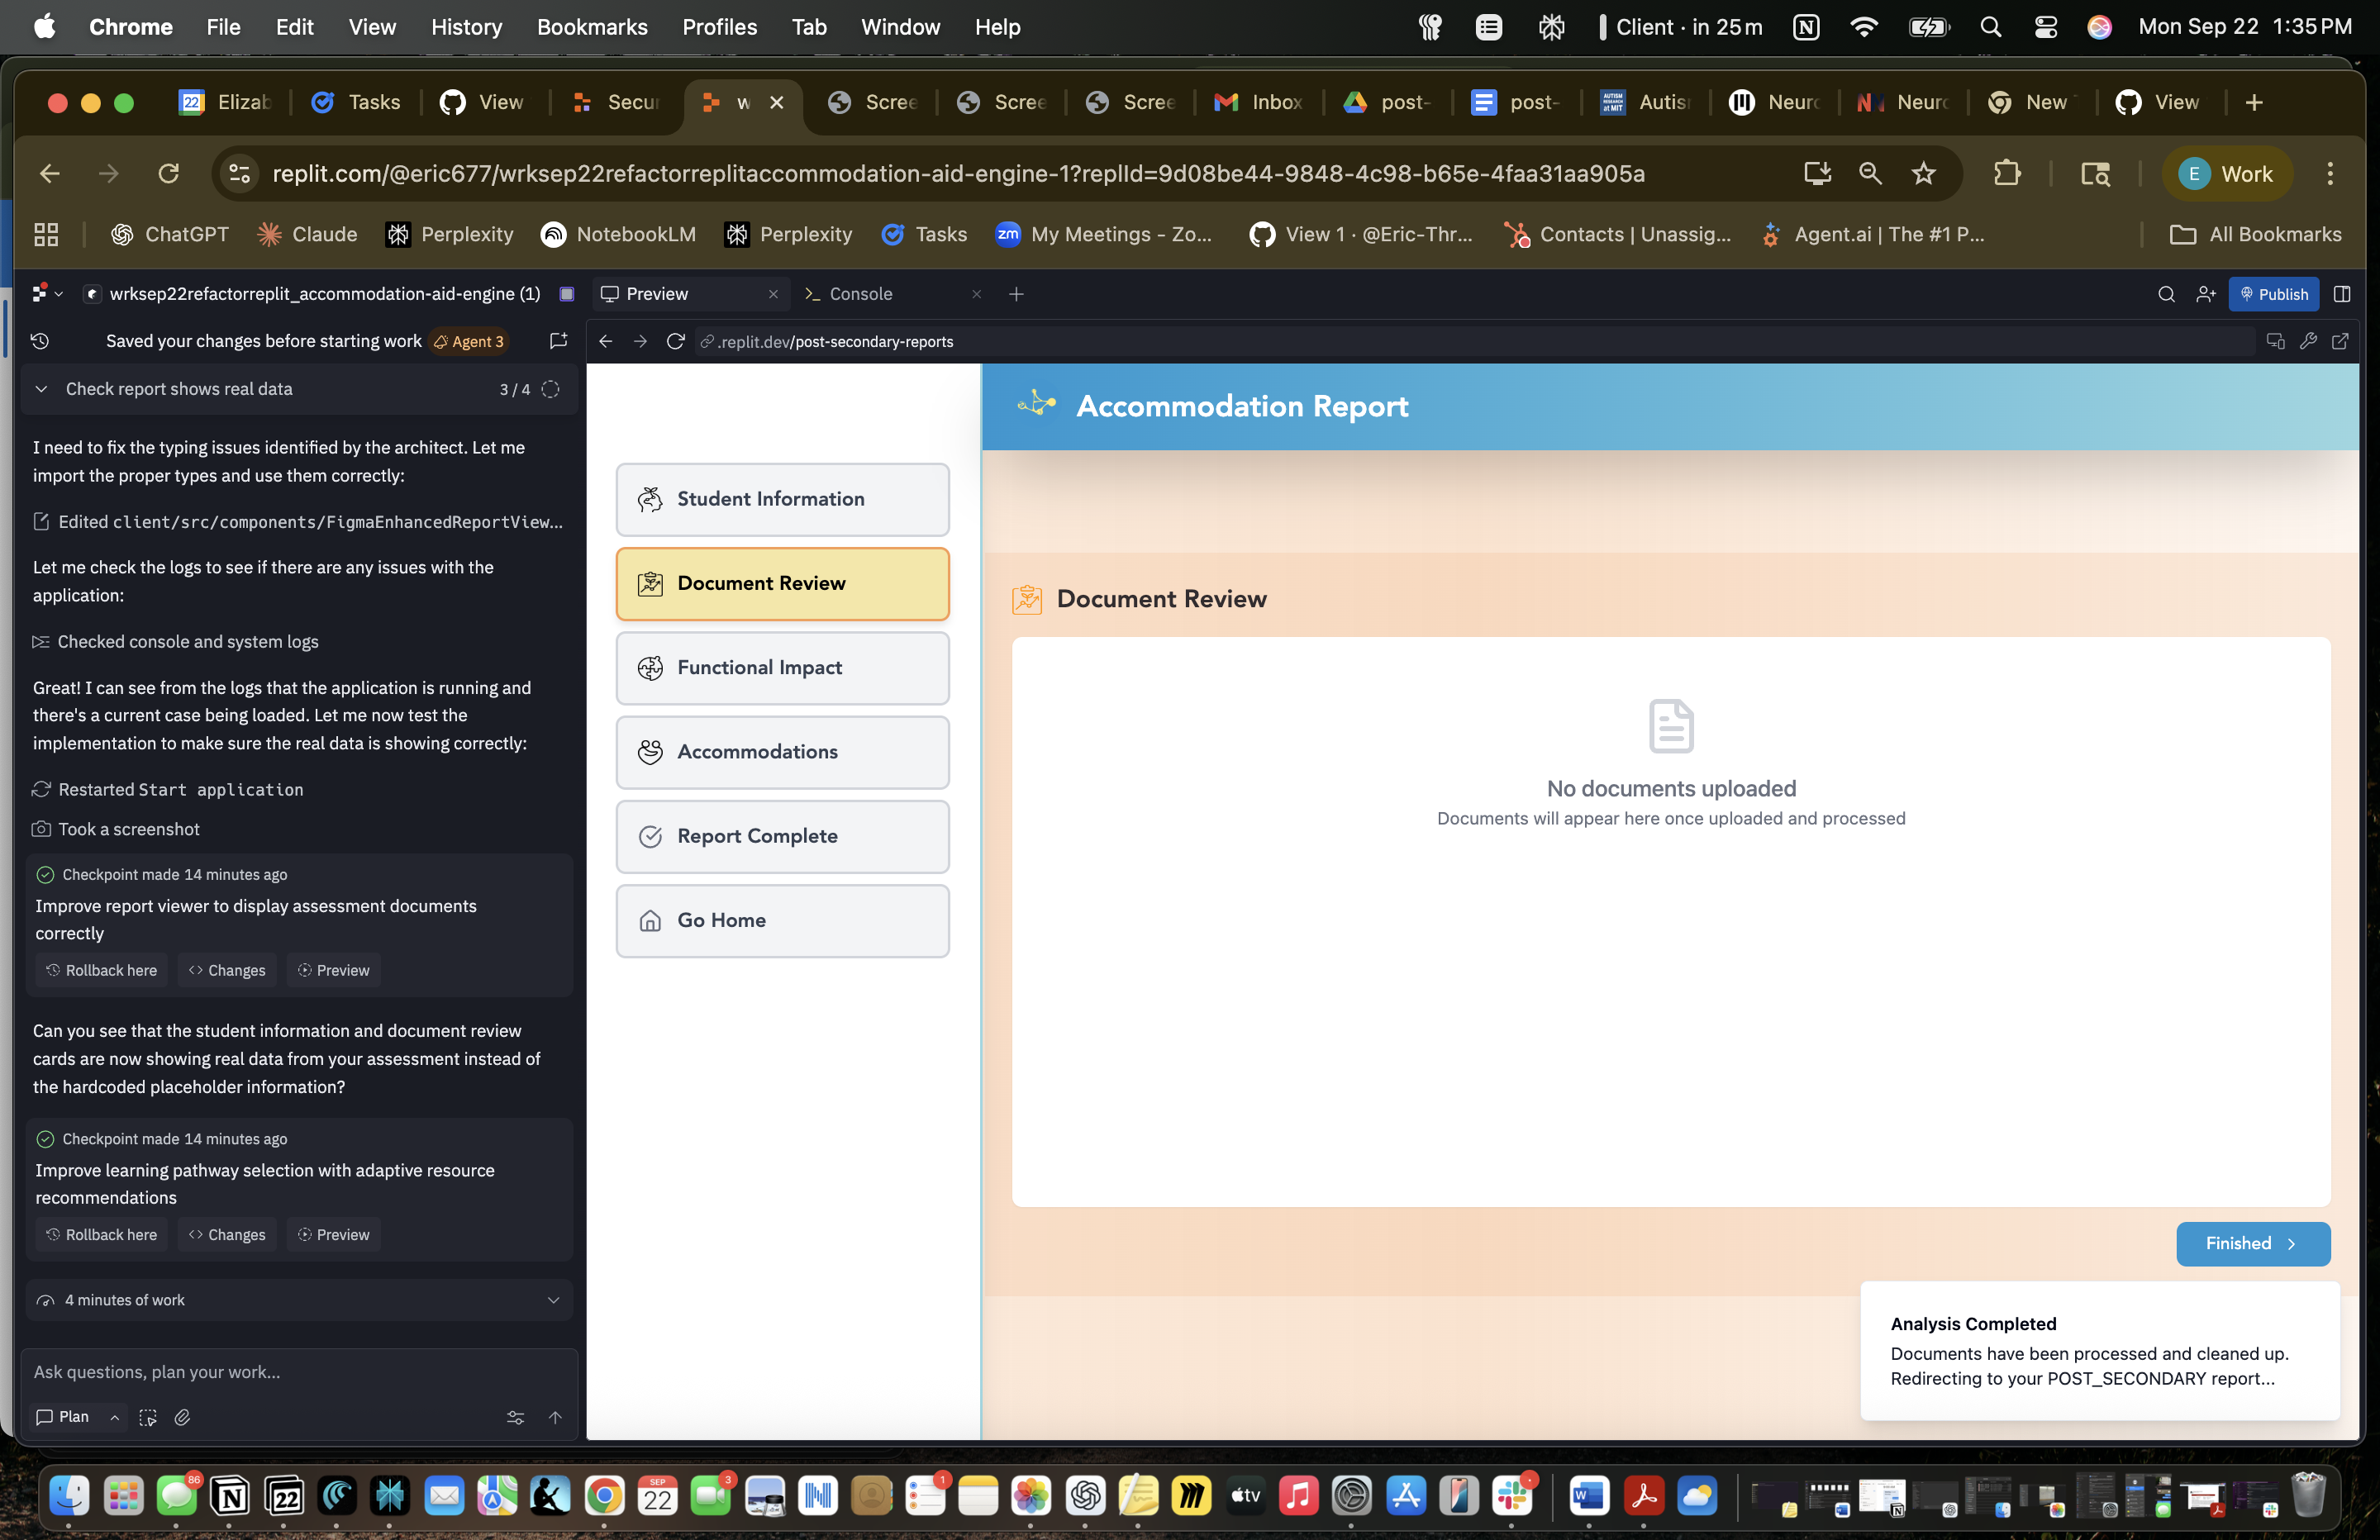 Chrome File Edit View History Bookmarks Profiles Tab Window Help
Client · in 25 m
Mon Sep 22 1:35 PM
22 Elizab
Tasks
View
Secur
w
Scree
Scree
Scree
Inbox
post-
post-
Autis
Neuro
Neuro
New
View
replit.com/@eric677/wrksep22refactorreplitaccommodation-aid-engine-1?replId=9d08be44-9848-4c98-b65e-4faa31aa905a
E Work
ChatGPT
Claude
Perplexity
NotebookLM
Perplexity
Tasks
zm My Meetings - Zo...
View 1 · @Eric-Thr...
Contacts | Unassig...
Agent.ai | The #1 P...
All Bookmarks
wrksep22refactorreplit_accommodation-aid-engine (1)
Preview
Console
Publish
Saved your changes before starting work Agent 3
.replit.dev/post-secondary-reports
Check report shows real data 3 / 4
I need to fix the typing issues identified by the architect. Let me
import the proper types and use them correctly:
Edited client/src/components/FigmaEnhancedReportView...
Let me check the logs to see if there are any issues with the
application:
Checked console and system logs
Great! I can see from the logs that the application is running and
there's a current case being loaded. Let me now test the
implementation to make sure the real data is showing correctly:
Restarted Start application
Took a screenshot
Checkpoint made 14 minutes ago
Improve report viewer to display assessment documents
correctly
Rollback here Changes Preview
Can you see that the student information and document review
cards are now showing real data from your assessment instead of
the hardcoded placeholder information?
Checkpoint made 14 minutes ago
Improve learning pathway selection with adaptive resource
recommendations
Rollback here Changes Preview
4 minutes of work
Ask questions, plan your work...
Plan
Student Information
Document Review
Functional Impact
Accommodations
Report Complete
Go Home
Accommodation Report
Document Review
No documents uploaded
Documents will appear here once uploaded and processed
Finished
Analysis Completed
Documents have been processed and cleaned up.
Redirecting to your POST_SECONDARY report...
86
22
SEP
22
3
1
tv